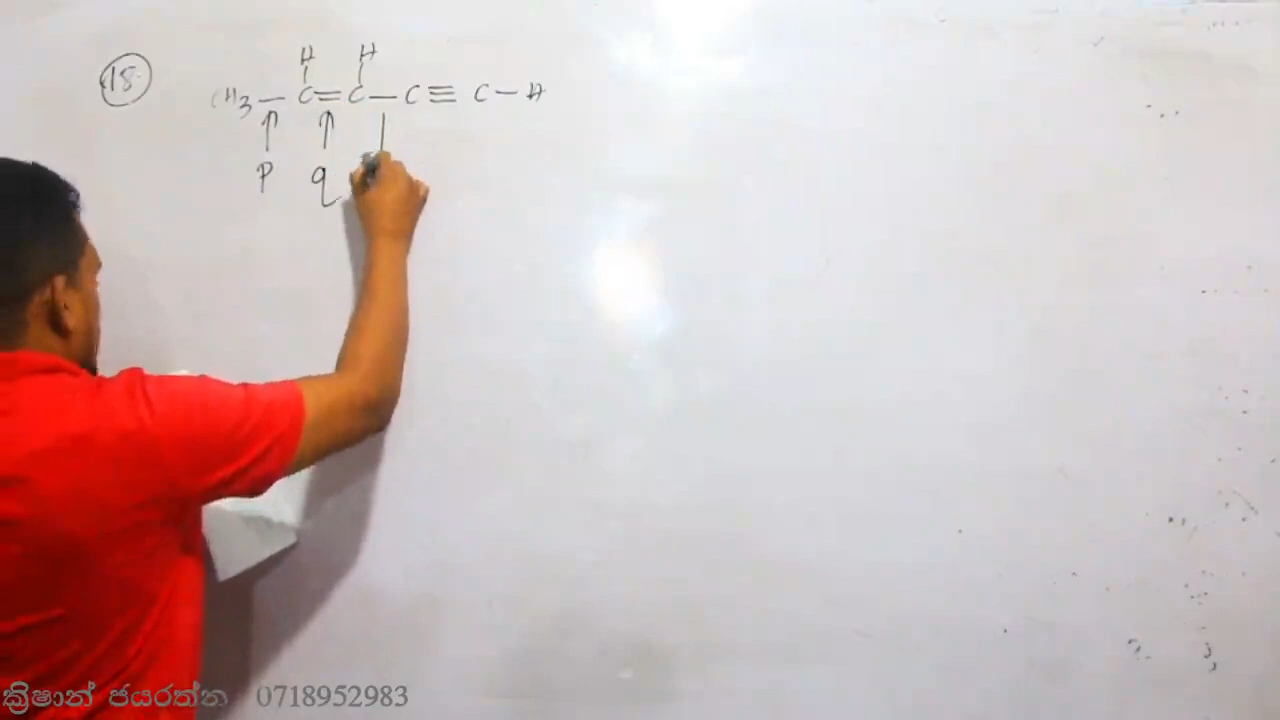 18.
H H
CH3 — C = C — C ≡ C — H
↑ ↑
p q
ක්‍රිෂාන් ජයරත්න 0718952983